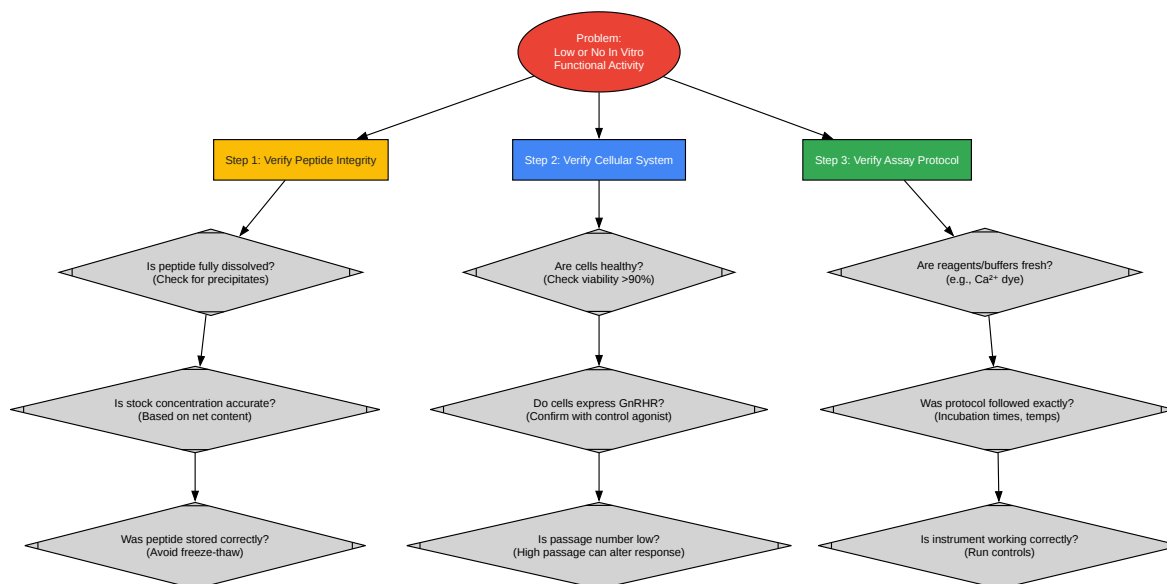 Problem:
Low or No In Vitro
Functional Activity
Step 1: Verify Peptide Integrity
Step 2: Verify Cellular System
Step 3: Verify Assay Protocol
Is peptide fully dissolved?
(Check for precipitates)
Are cells healthy?
(Check viability >90%)
Are reagents/buffers fresh?
(e.g., Ca²⁺ dye)
Is stock concentration accurate?
(Based on net content)
Do cells express GnRHR?
(Confirm with control agonist)
Was protocol followed exactly?
(Incubation times, temps)
Was peptide stored correctly?
(Avoid freeze-thaw)
Is passage number low?
(High passage can alter response)
Is instrument working correctly?
(Run controls)